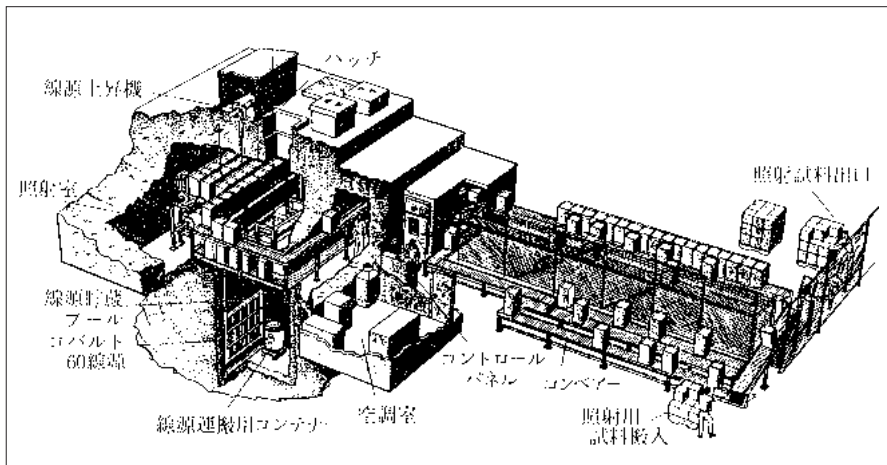 ハッチ
線源上昇機
照射室
照射試料出口
線源貯蔵
プール
コバルト
60線源
コントロール
パネル
コンベアー
線源運搬用コンテナ
空調室
照射用
試料搬入